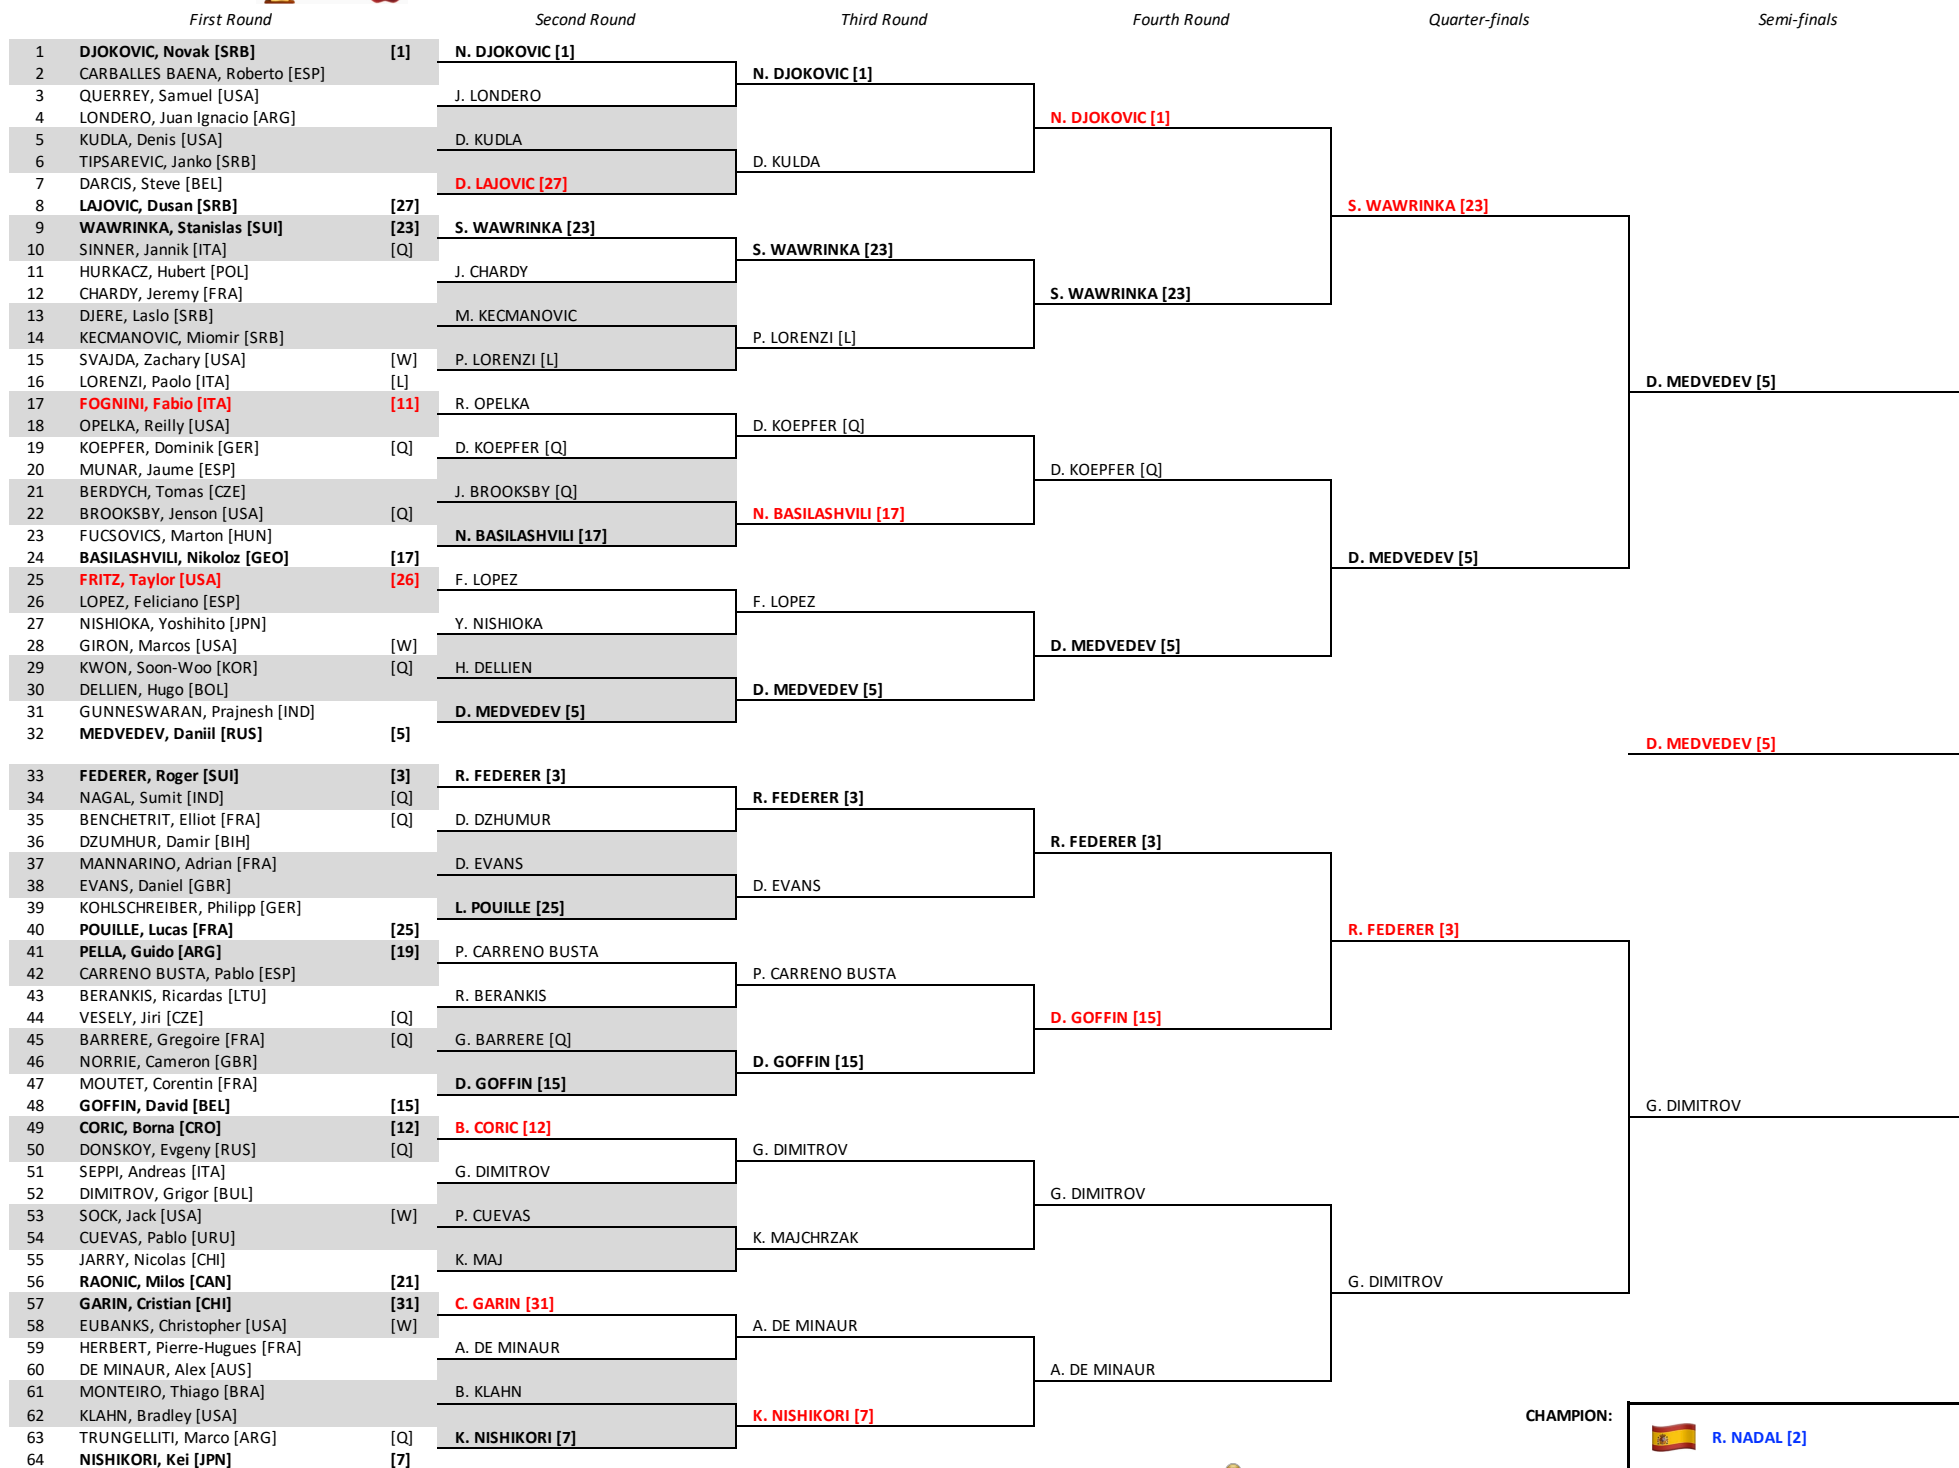 First Round Second Round Third Round Fourth Round Quarter-finals Semi-finals
1 DJOKOVIC, Novak [SRB] [1] N. DJOKOVIC [1]
2 CARBALLES BAENA, Roberto [ESP] N. DJOKOVIC [1]
3 QUERREY, Samuel [USA] J. LONDERO
4 LONDERO, Juan Ignacio [ARG] N. DJOKOVIC [1]
5 KUDLA, Denis [USA] D. KUDLA
6 TIPSAREVIC, Janko [SRB] D. KULDA
7 DARCIS, Steve [BEL] D. LAJOVIC [27]
8 LAJOVIC, Dusan [SRB] [27] S. WAWRINKA [23]
9 WAWRINKA, Stanislas [SUI] [23] S. WAWRINKA [23]
10 SINNER, Jannik [ITA] [Q] S. WAWRINKA [23]
11 HURKACZ, Hubert [POL] J. CHARDY
12 CHARDY, Jeremy [FRA] S. WAWRINKA [23]
13 DJERE, Laslo [SRB] M. KECMANOVIC
14 KECMANOVIC, Miomir [SRB] P. LORENZI [L]
15 SVAJDA, Zachary [USA] [W] P. LORENZI [L]
16 LORENZI, Paolo [ITA] [L] D. MEDVEDEV [5]
17 FOGNINI, Fabio [ITA] [11] R. OPELKA
18 OPELKA, Reilly [USA] D. KOEPFER [Q]
19 KOEPFER, Dominik [GER] [Q] D. KOEPFER [Q]
20 MUNAR, Jaume [ESP] D. KOEPFER [Q]
21 BERDYCH, Tomas [CZE] J. BROOKSBY [Q]
22 BROOKSBY, Jenson [USA] [Q] N. BASILASHVILI [17]
23 FUCSOVICS, Marton [HUN] N. BASILASHVILI [17]
24 BASILASHVILI, Nikoloz [GEO] [17] D. MEDVEDEV [5]
25 FRITZ, Taylor [USA] [26] F. LOPEZ
26 LOPEZ, Feliciano [ESP] F. LOPEZ
27 NISHIOKA, Yoshihito [JPN] Y. NISHIOKA
28 GIRON, Marcos [USA] [W] D. MEDVEDEV [5]
29 KWON, Soon-Woo [KOR] [Q] H. DELLIEN
30 DELLIEN, Hugo [BOL] D. MEDVEDEV [5]
31 GUNNESWARAN, Prajnesh [IND] D. MEDVEDEV [5]
32 MEDVEDEV, Daniil [RUS] [5]
D. MEDVEDEV [5]
33 FEDERER, Roger [SUI] [3] R. FEDERER [3]
34 NAGAL, Sumit [IND] [Q] R. FEDERER [3]
35 BENCHETRIT, Elliot [FRA] [Q] D. DZHUMUR
36 DZUMHUR, Damir [BIH] R. FEDERER [3]
37 MANNARINO, Adrian [FRA] D. EVANS
38 EVANS, Daniel [GBR] D. EVANS
39 KOHLSCHREIBER, Philipp [GER] L. POUILLE [25]
40 POUILLE, Lucas [FRA] [25] R. FEDERER [3]
41 PELLA, Guido [ARG] [19] P. CARRENO BUSTA
42 CARRENO BUSTA, Pablo [ESP] P. CARRENO BUSTA
43 BERANKIS, Ricardas [LTU] R. BERANKIS
44 VESELY, Jiri [CZE] [Q] D. GOFFIN [15]
45 BARRERE, Gregoire [FRA] [Q] G. BARRERE [Q]
46 NORRIE, Cameron [GBR] D. GOFFIN [15]
47 MOUTET, Corentin [FRA] D. GOFFIN [15]
48 GOFFIN, David [BEL] [15] G. DIMITROV
49 CORIC, Borna [CRO] [12] B. CORIC [12]
50 DONSKOY, Evgeny [RUS] [Q] G. DIMITROV
51 SEPPI, Andreas [ITA] G. DIMITROV
52 DIMITROV, Grigor [BUL] G. DIMITROV
53 SOCK, Jack [USA] [W] P. CUEVAS
54 CUEVAS, Pablo [URU] K. MAJCHRZAK
55 JARRY, Nicolas [CHI] K. MAJ
56 RAONIC, Milos [CAN] [21] G. DIMITROV
57 GARIN, Cristian [CHI] [31] C. GARIN [31]
58 EUBANKS, Christopher [USA] [W] A. DE MINAUR
59 HERBERT, Pierre-Hugues [FRA] A. DE MINAUR
60 DE MINAUR, Alex [AUS] A. DE MINAUR
61 MONTEIRO, Thiago [BRA] B. KLAHN
62 KLAHN, Bradley [USA] K. NISHIKORI [7] CHAMPION:
63 TRUNGELLITI, Marco [ARG] [Q] K. NISHIKORI [7] R. NADAL [2]
64 NISHIKORI, Kei [JPN] [7]